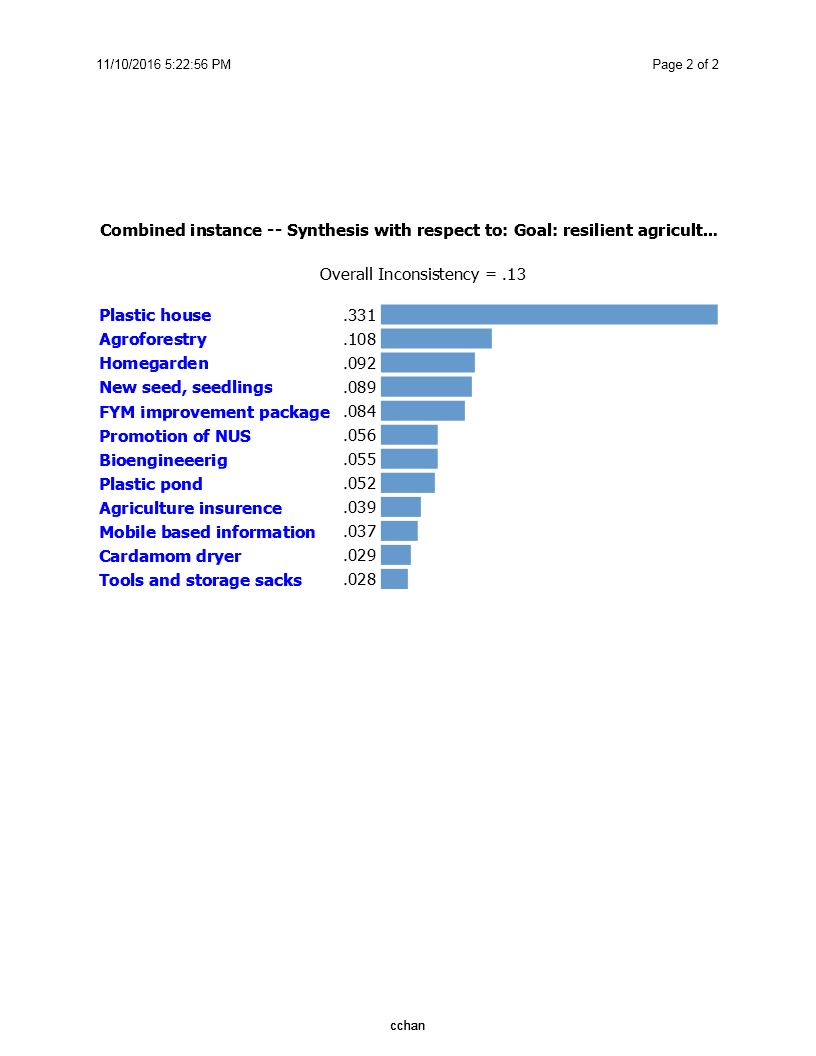 11/10/2016 5:22:56 PM Page 2 of 2
Combined instance -- Synthesis with respect to: Goal: resilient agricult...
Overall Inconsistency = .13
Plastic house .331
Agroforestry .108
Homegarden .092
New seed, seedlings .089
FYM improvement package .084
Promotion of NUS .056
Bioengineeerig .055
Plastic pond .052
Agriculture insurence .039
Mobile based information .037
Cardamom dryer .029
Tools and storage sacks .028
cchan